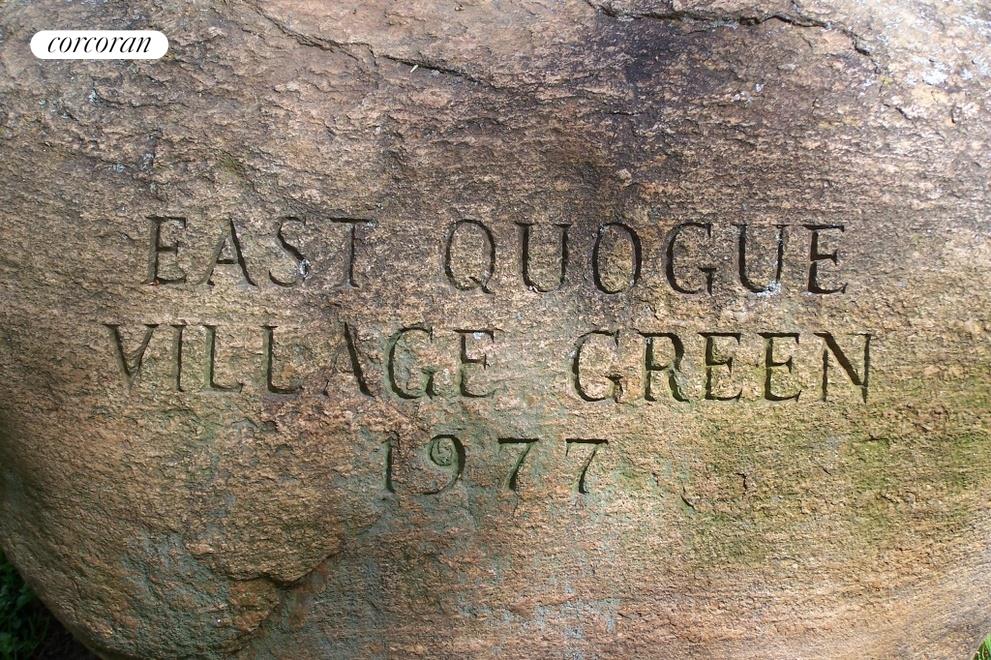 corcoran
EAST QUOGUE
VILLAGE GREEN
1977